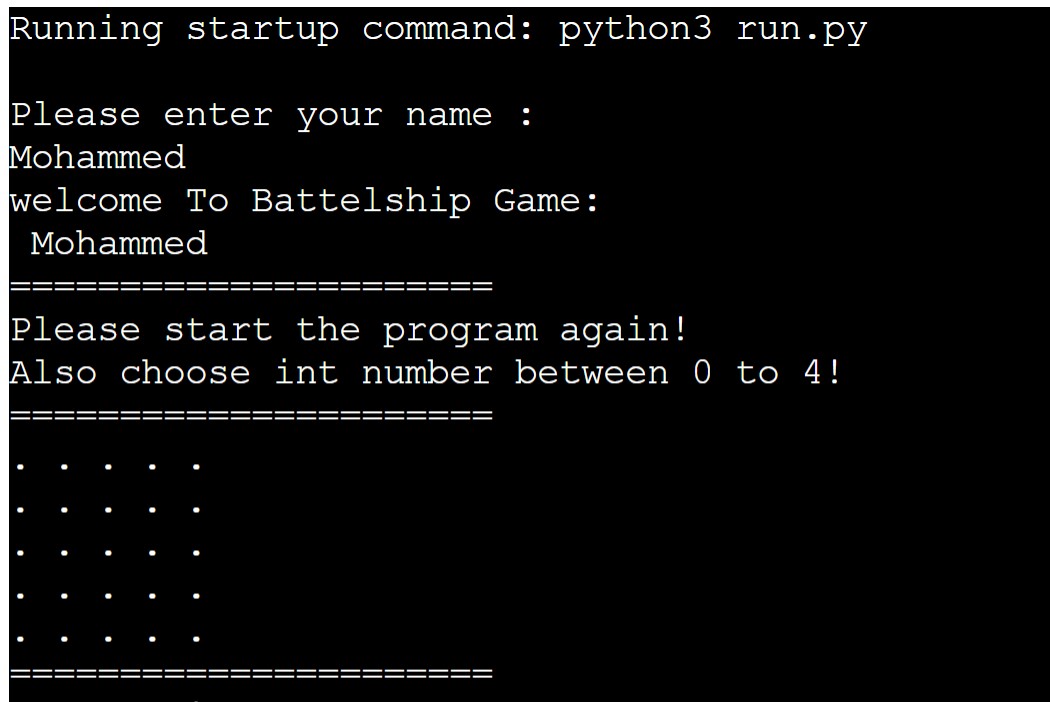 Running startup command: python3 run.py
Please enter your name :
Mohammed
welcome To Battelship Game:
Mohammed
======================
Please start the program again!
Also choose int number between 0 to 4!
======================
. . . . .
. . . . .
. . . . .
. . . . .
. . . . .
======================